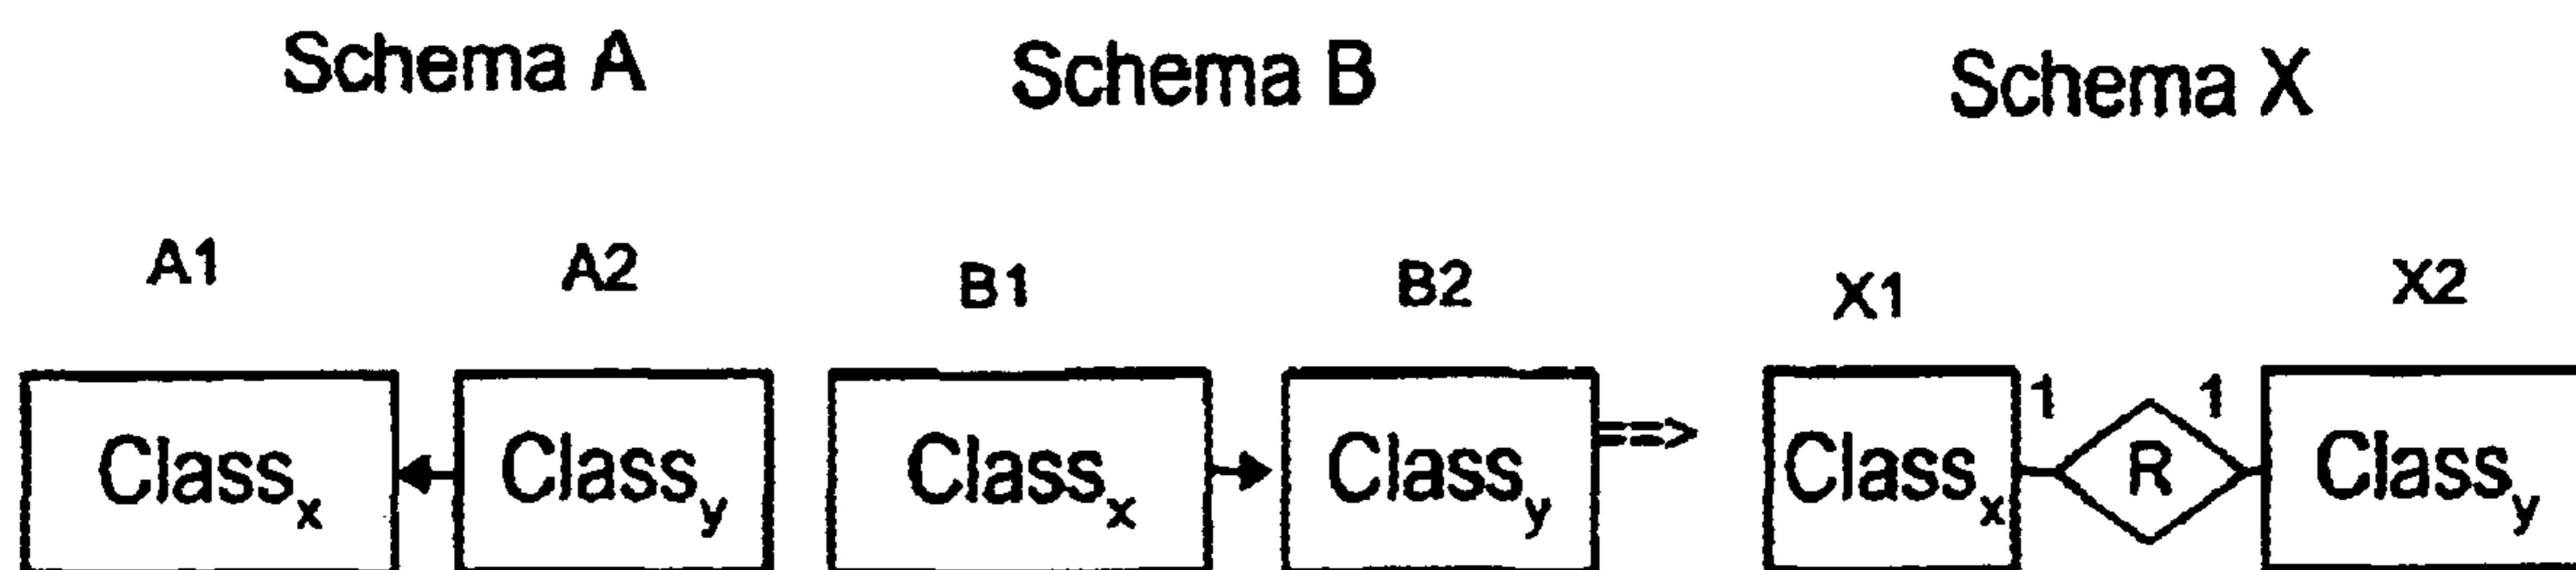 Schema A Schema B Schema X
A1 A2 B1 B2 X1 X2
1 1
Classx Classy Classx Classy ==> Classx R Classy